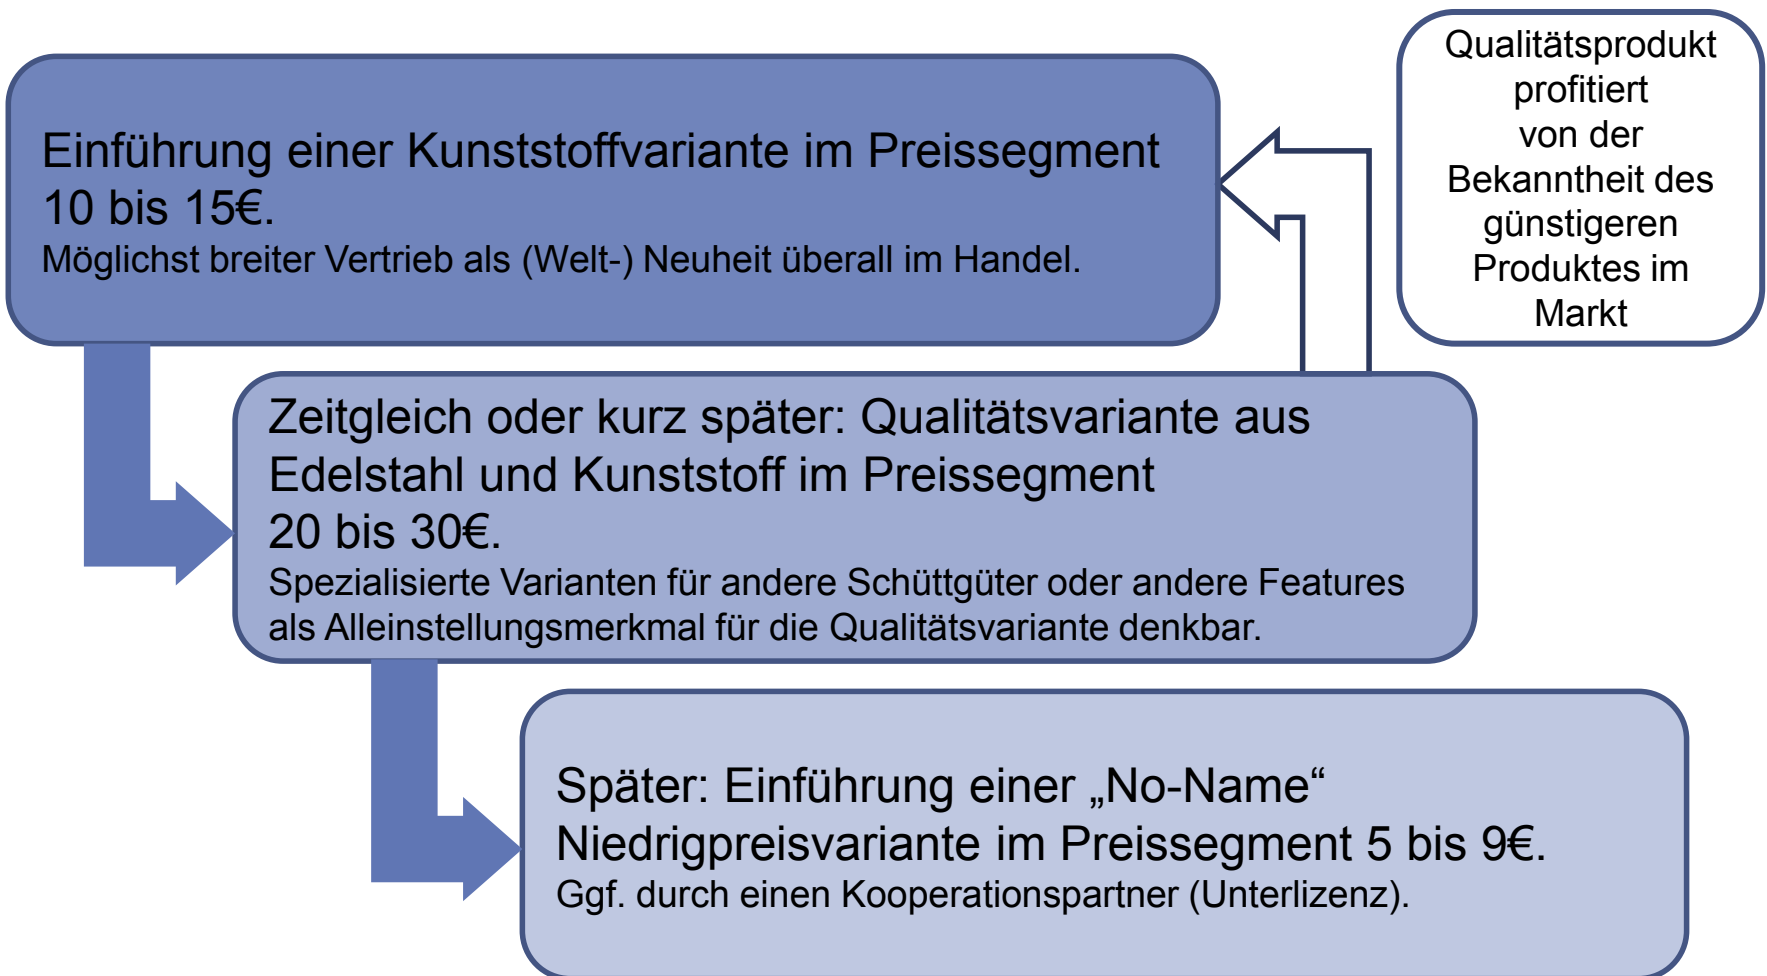 Einführung einer Kunststoffvariante im Preissegment
10 bis 15€.
Möglichst breiter Vertrieb als (Welt-) Neuheit überall im Handel.
Qualitätsprodukt
profitiert
von der
Bekanntheit des
günstigeren
Produktes im
Markt
Zeitgleich oder kurz später: Qualitätsvariante aus
Edelstahl und Kunststoff im Preissegment
20 bis 30€.
Spezialisierte Varianten für andere Schüttgüter oder andere Features
als Alleinstellungsmerkmal für die Qualitätsvariante denkbar.
Später: Einführung einer „No-Name“
Niedrigpreisvariante im Preissegment 5 bis 9€.
Ggf. durch einen Kooperationspartner (Unterlizenz).